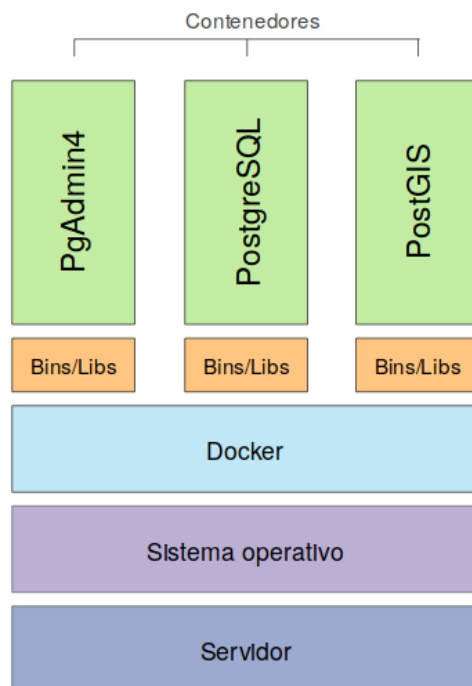 Contenedores
PgAdmin4
PostgreSQL
PostGIS
Bins/Libs
Bins/Libs
Bins/Libs
Docker
Sistema operativo
Servidor